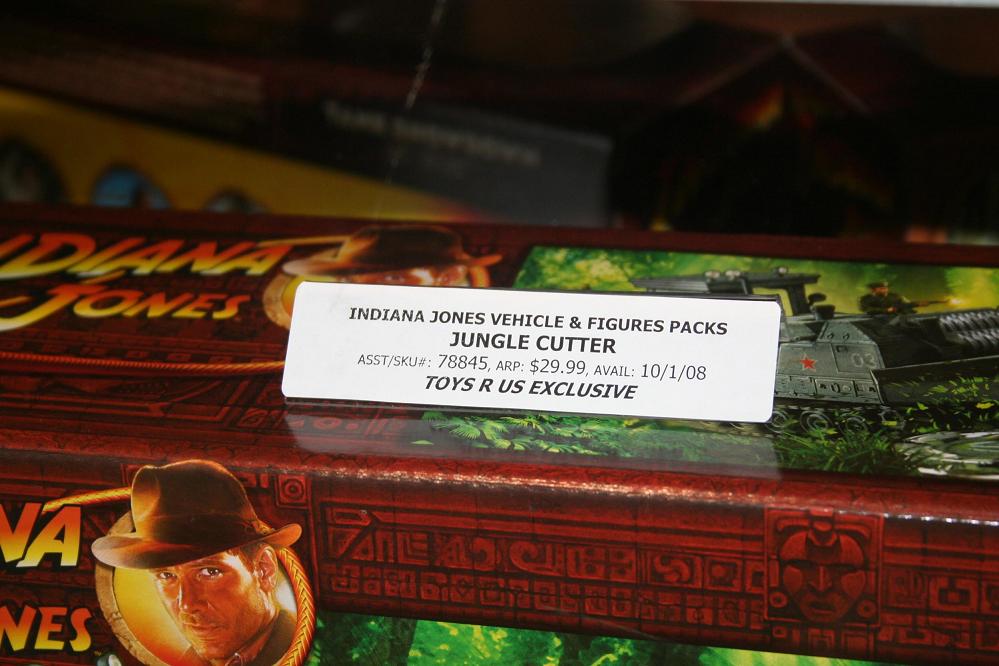 INDIANA
JONES
INDIANA JONES VEHICLE & FIGURES PACKS
JUNGLE CUTTER
ASST/SKU#: 78845, ARP: $29.99, AVAIL: 10/1/08
TOYS R US EXCLUSIVE
03
NA
NES